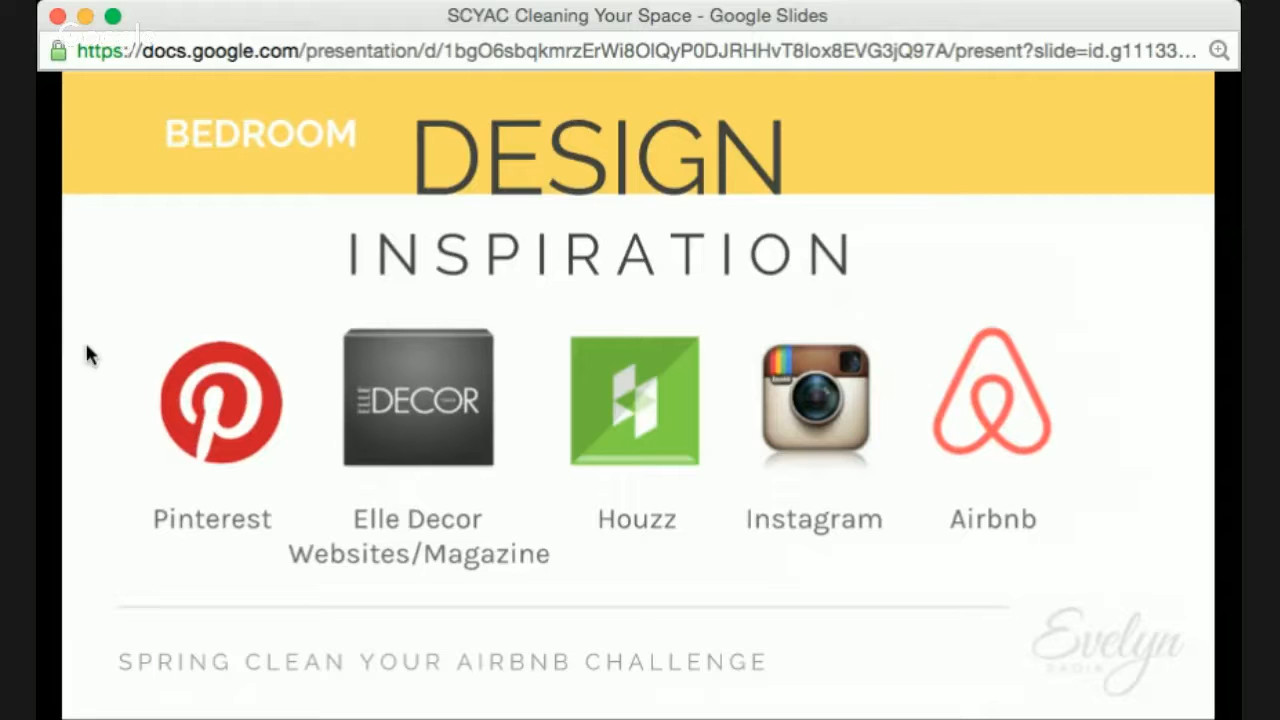 SCYAC Cleaning Your Space - Google Slides
https://docs.google.com/presentation/d/1bgO6sbqkmrzErWi8OlQyP0DJRHHvT8lox8EVG3jQ97A/present?slide=id.g11133...
BEDROOM DESIGN
INSPIRATION
ELLE DECOR
Pinterest Elle Decor Houzz Instagram Airbnb
Websites/Magazine
SPRING CLEAN YOUR AIRBNB CHALLENGE
Evelyn